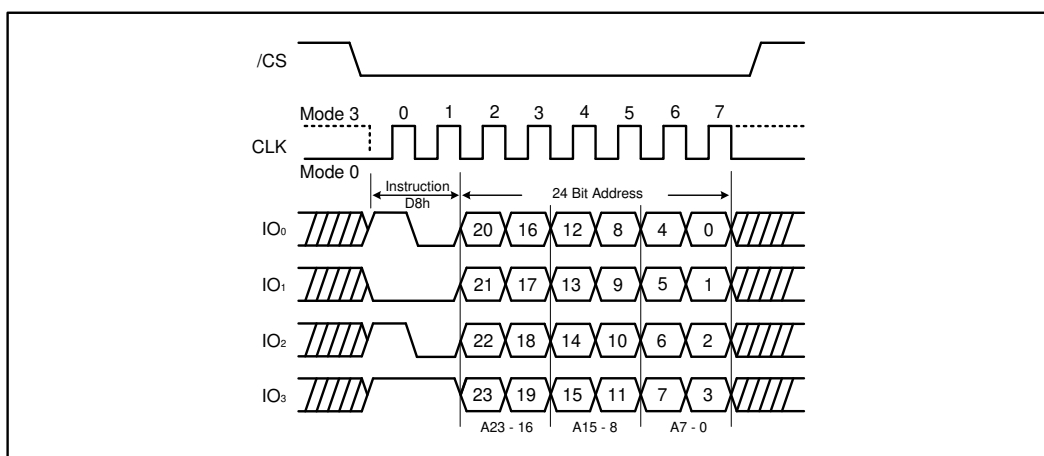 /CS
Mode 3 0 1 2 3 4 5 6 7
CLK
Mode 0
Instruction
D8h
24 Bit Address
IO₀ 20 16 12 8 4 0
IO₁ 21 17 13 9 5 1
IO₂ 22 18 14 10 6 2
IO₃ 23 19 15 11 7 3
A23 - 16 A15 - 8 A7 - 0